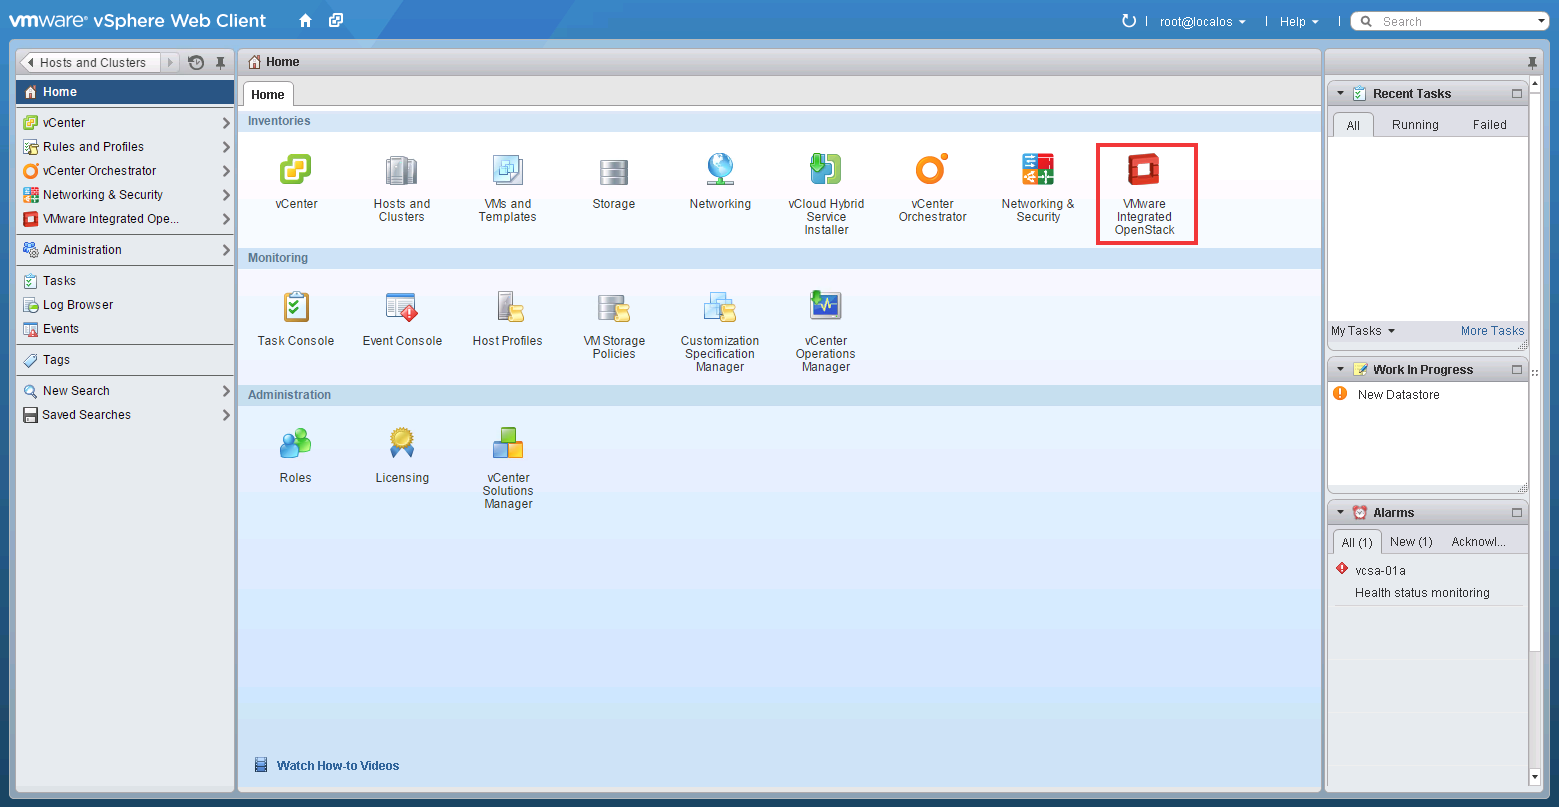 vmware® vSphere Web Client
root@localos
Help
Search
Hosts and Clusters
Home
vCenter
Rules and Profiles
vCenter Orchestrator
Networking & Security
VMware Integrated Ope...
Administration
Tasks
Log Browser
Events
Tags
New Search
Saved Searches
Home
Home
Inventories
vCenter
Hosts and
Clusters
VMs and
Templates
Storage
Networking
vCloud Hybrid
Service
Installer
vCenter
Orchestrator
Networking &
Security
VMware
Integrated
OpenStack
Monitoring
Task Console
Event Console
Host Profiles
VM Storage
Policies
Customization
Specification
Manager
vCenter
Operations
Manager
Administration
Roles
Licensing
vCenter
Solutions
Manager
Watch How-to Videos
Recent Tasks
All
Running
Failed
My Tasks
More Tasks
Work In Progress
New Datastore
Alarms
All (1)
New (1)
Acknowl...
vcsa-01a
Health status monitoring